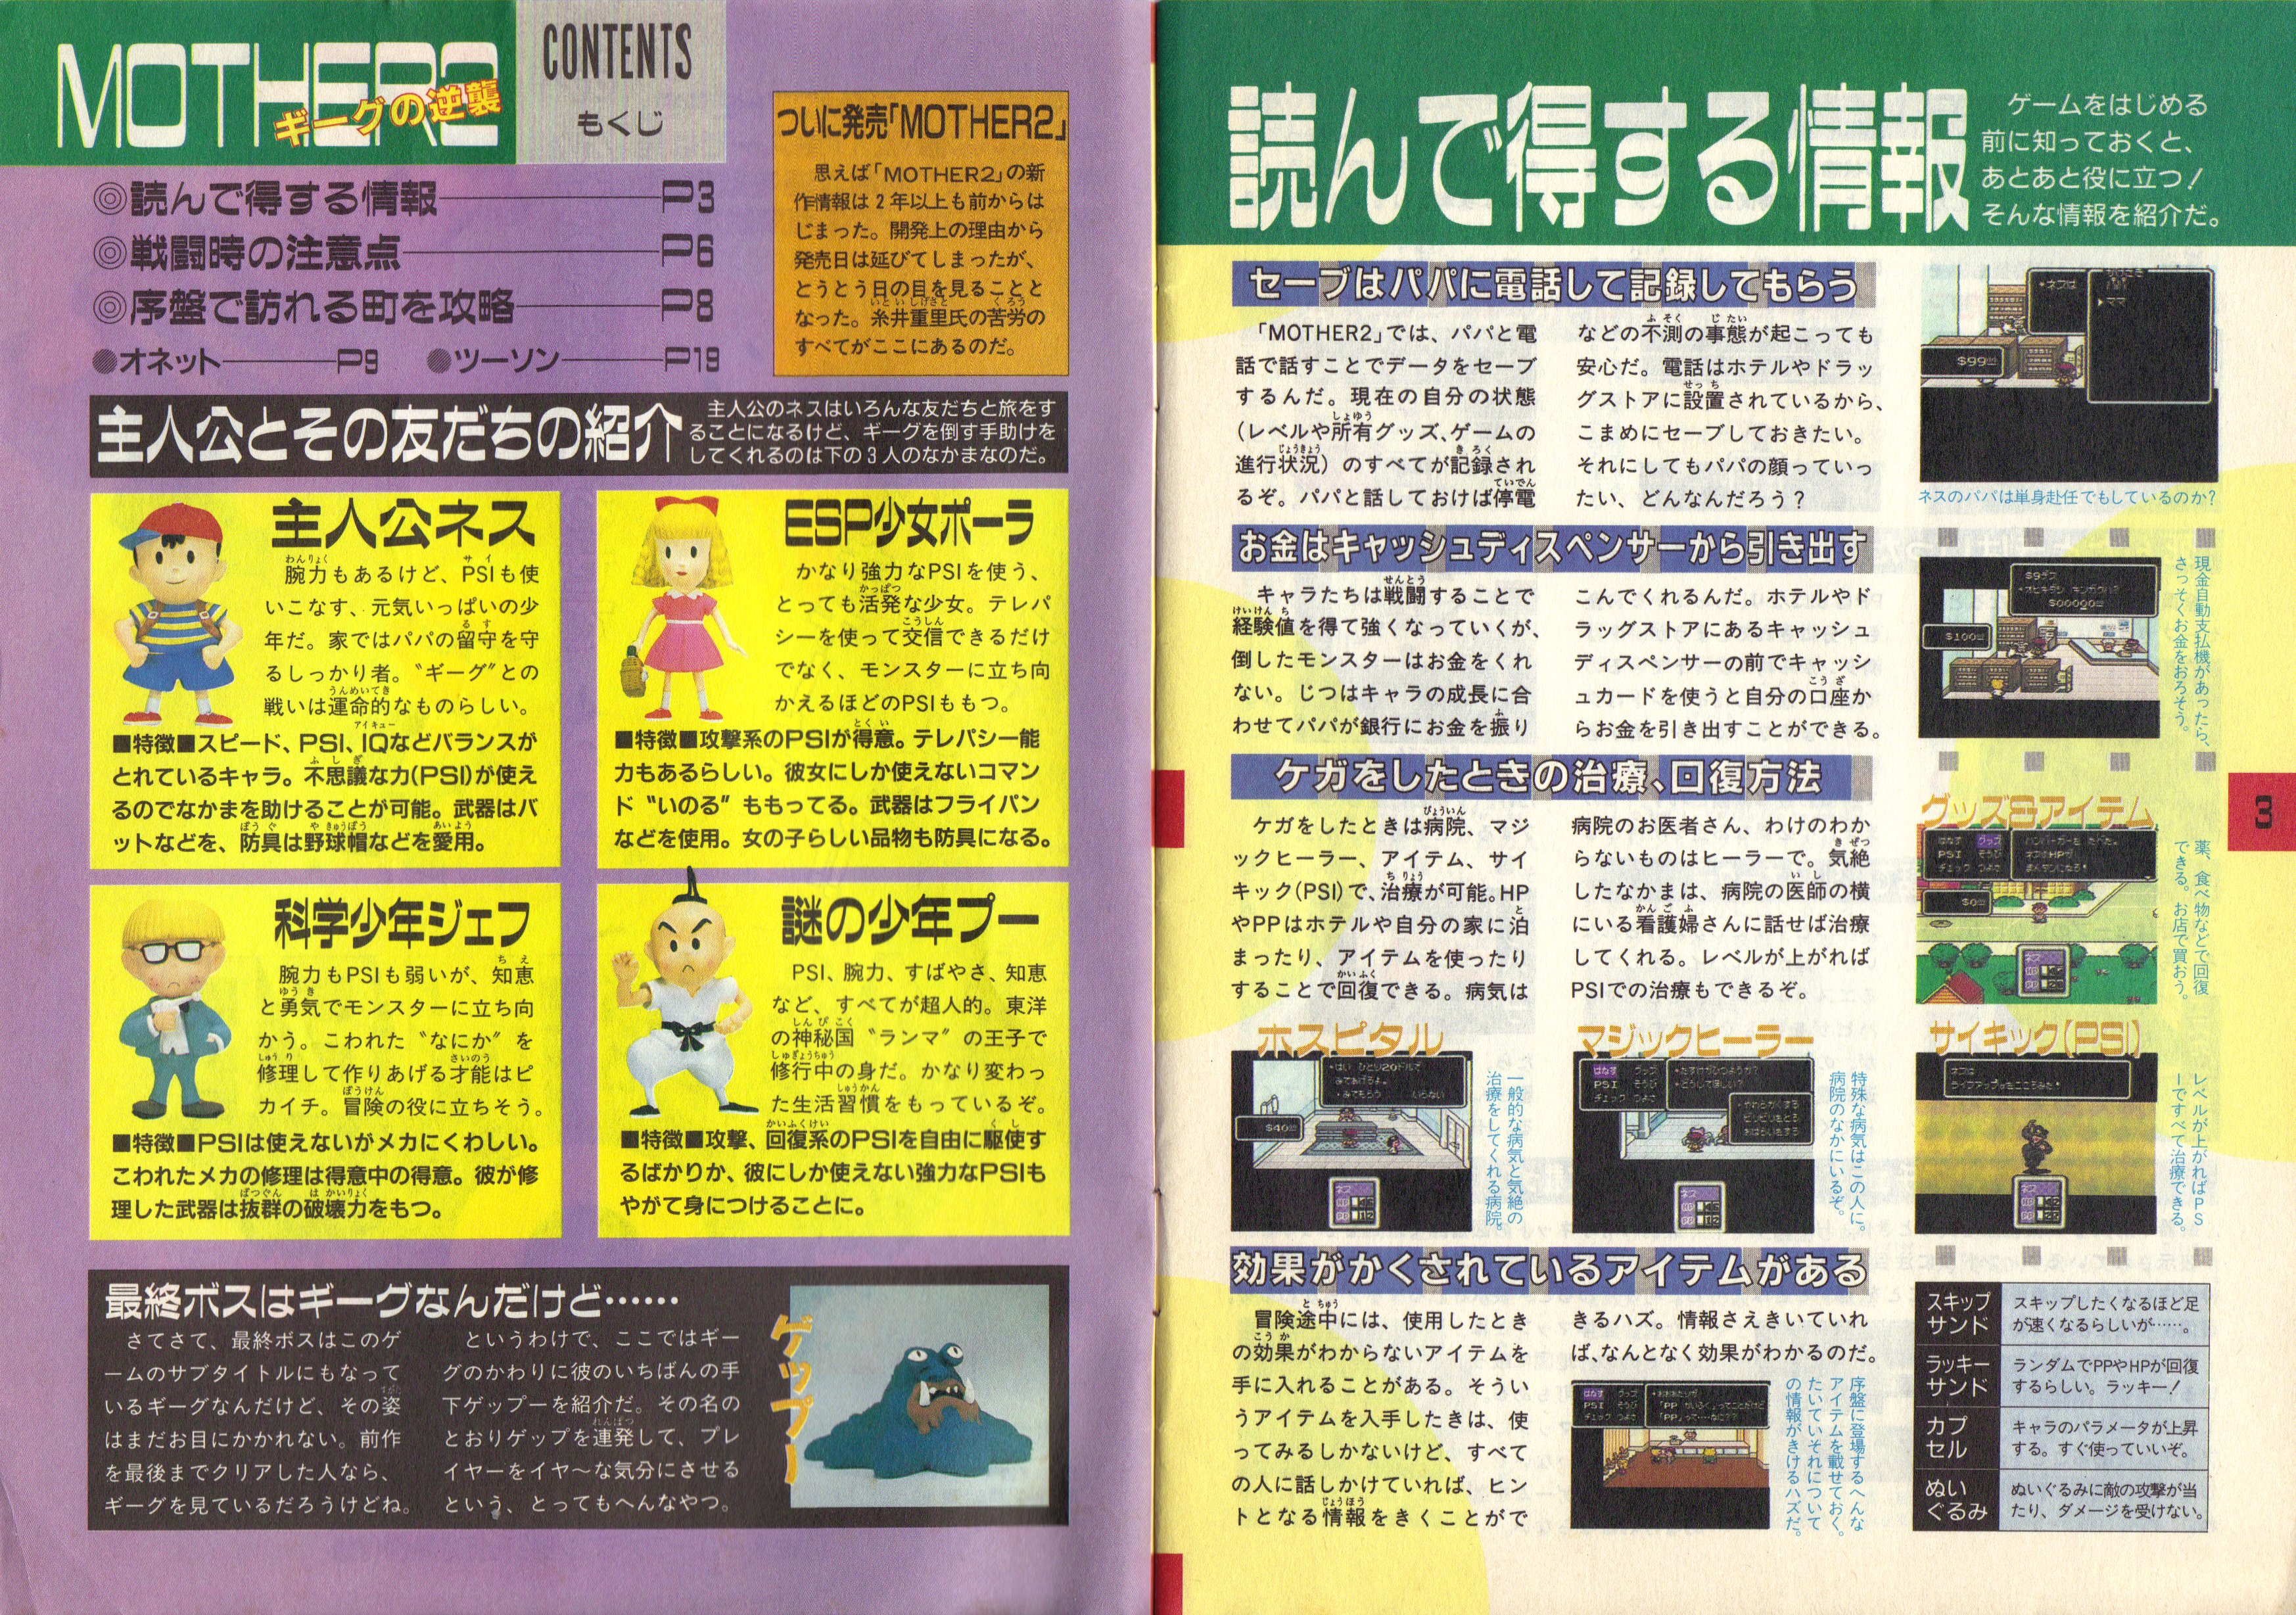 MOTHER2
ギーグの逆襲
CONTENTS
もくじ
◎読んで得する情報 P3
◎戦闘時の注意点 P6
◎序盤で訪れる町を攻略 P8
●オネット P9 ●ツーソン P19
ついに発売「MOTHER2」
思えば「MOTHER2」の新
作情報は2年以上も前からは
じまった。開発上の理由から
発売日は延びてしまったが、
とうとう日の目を見ることと
なった。糸井重里氏の苦労の
すべてがここにあるのだ。
主人公とその友だちの紹介
主人公のネスはいろんな友だちと旅をす
ることになるけど、ギーグを倒す手助けを
してくれるのは下の3人のなかまなのだ。
主人公ネス
腕力もあるけど、PSIも使
いこなす、元気いっぱいの少
年だ。家ではパパの留守を守
るしっかり者。〝ギーグ〟との
戦いは運命的なものらしい。
■特徴■スピード、PSI、IQなどバランスが
とれているキャラ。不思議な力(PSI)が使え
るのでなかまを助けることが可能。武器はバ
ットなどを、防具は野球帽などを愛用。
ESP少女ポーラ
かなり強力なPSIを使う、
とっても活発な少女。テレパ
シーを使って交信できるだけ
でなく、モンスターに立ち向
かえるほどのPSIももつ。
■特徴■攻撃系のPSIが得意。テレパシー能
力もあるらしい。彼女にしか使えないコマン
ド〝いのる〟ももってる。武器はフライパン
などを使用。女の子らしい品物も防具になる。
科学少年ジェフ
腕力もPSIも弱いが、知恵
と勇気でモンスターに立ち向
かう。こわれた〝なにか〟を
修理して作りあげる才能はピ
カイチ。冒険の役に立ちそう。
■特徴■PSIは使えないがメカにくわしい。
こわれたメカの修理は得意中の得意。彼が修
理した武器は抜群の破壊力をもつ。
謎の少年プー
PSI、腕力、すばやさ、知恵
など、すべてが超人的。東洋
の神秘国〝ランマ〟の王子で
修行中の身だ。かなり変わっ
た生活習慣をもっているぞ。
■特徴■攻撃、回復系のPSIを自由に駆使す
るばかりか、彼にしか使えない強力なPSIも
やがて身につけることに。
最終ボスはギーグなんだけど……
さてさて、最終ボスはこのゲ
ームのサブタイトルにもなって
いるギーグなんだけど、その姿
はまだお目にかかれない。前作
を最後までクリアした人なら、
ギーグを見ているだろうけどね。
というわけで、ここではギー
グのかわりに彼のいちばんの手
下ゲップーを紹介だ。その名の
とおりゲップを連発して、プレ
イヤーをイヤ〜な気分にさせる
という、とってもへんなやつ。
ゲップー
読んで得する情報
ゲームをはじめる
前に知っておくと、
あとあと役に立つ!
そんな情報を紹介だ。
セーブはパパに電話して記録してもらう
「MOTHER2」では、パパと電
話で話すことでデータをセーブ
するんだ。現在の自分の状態
(レベルや所有グッズ、ゲームの
進行状況)のすべてが記録され
るぞ。パパと話しておけば停電
などの不測の事態が起こっても
安心だ。電話はホテルやドラッ
グストアに設置されているから、
こまめにセーブしておきたい。
それにしてもパパの顔っていっ
たい、どんなんだろう?
ネスのパパは単身赴任でもしているのか?
お金はキャッシュディスペンサーから引き出す
キャラたちは戦闘することで
経験値を得て強くなっていくが、
倒したモンスターはお金をくれ
ない。じつはキャラの成長に合
わせてパパが銀行にお金を振り
こんでくれるんだ。ホテルやド
ラッグストアにあるキャッシュ
ディスペンサーの前でキャッシ
ュカードを使うと自分の口座か
らお金を引き出すことができる。
現金自動支払機があったら、
さっそくお金をおろそう。
ケガをしたときの治療、回復方法
ケガをしたときは病院、マジ
ックヒーラー、アイテム、サイ
キック(PSI)で、治療が可能。HP
やPPはホテルや自分の家に泊
まったり、アイテムを使ったり
することで回復できる。病気は
病院のお医者さん、わけのわか
らないものはヒーラーで。気絶
したなかまは、病院の医師の横
にいる看護婦さんに話せば治療
してくれる。レベルが上がれば
PSIでの治療もできるぞ。
グッズ&アイテム
薬、食べ物などで回復
できる。お店で買おう。
ホスピタル
一般的な病気と気絶の
治療をしてくれる病院。
マジックヒーラー
特殊な病気はこの人に。
病院のなかにいるぞ。
サイキック(PSI)
レベルが上がればPS
Iですべて治療できる。
効果がかくされているアイテムがある
冒険途中には、使用したとき
の効果がわからないアイテムを
手に入れることがある。そうい
うアイテムを入手したときは、使
ってみるしかないけど、すべて
の人に話しかけていれば、ヒン
トとなる情報をきくことがで
きるハズ。情報さえきいていれ
ば、なんとなく効果がわかるのだ。
序盤に登場するへんな
アイテムを載せておく。
たいていそれについて
の情報がきけるハズだ。
スキップサンド スキップしたくなるほど足
が速くなるらしいが……。
ラッキーサンド ランダムでPPやHPが回復
するらしい。ラッキー!
カプセル キャラのパラメータが上昇
する。すぐ使っていいぞ。
ぬいぐるみ ぬいぐるみに敵の攻撃が当
たり、ダメージを受けない。
3